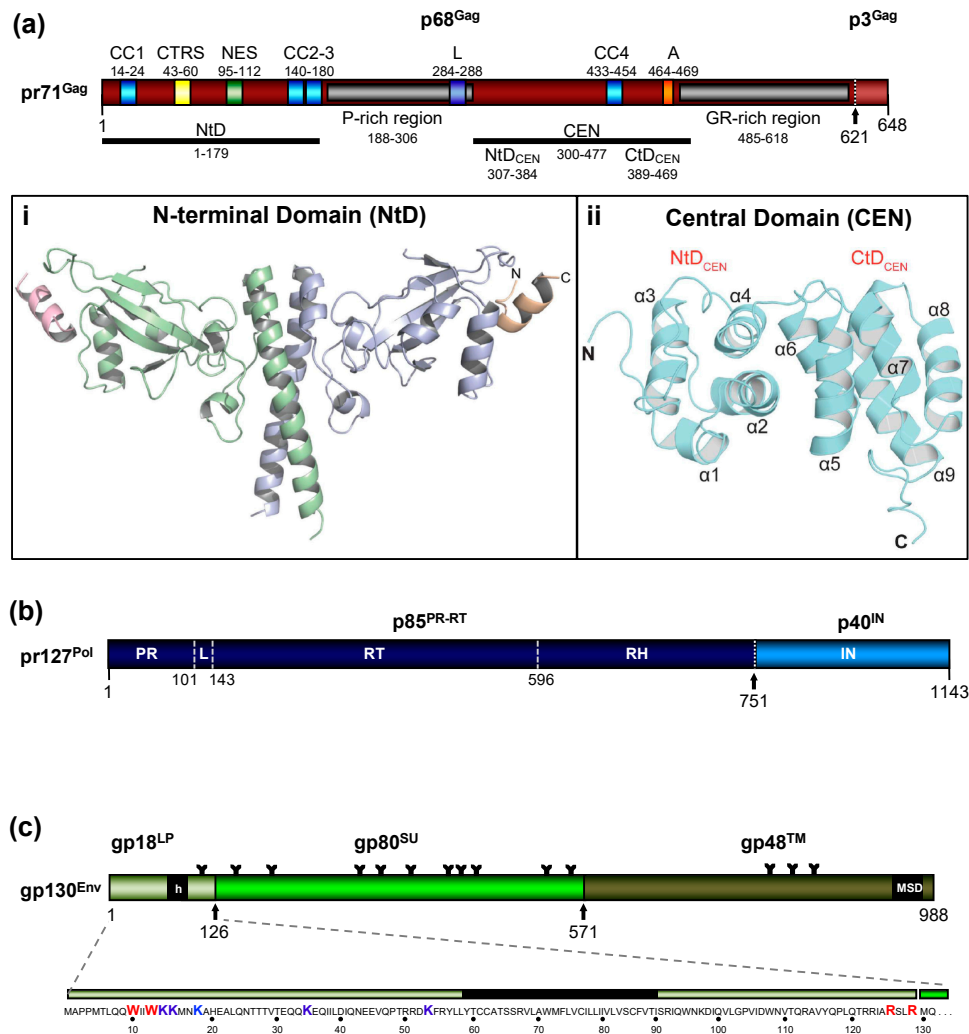 (a)
p68Gag p3Gag
CC1 CTRS NES CC2-3 L CC4 A
14-24 43-60 95-112 140-180 284-288 433-454 464-469
pr71Gag
1 NtD P-rich region CEN GR-rich region 621 648
1-179 188-306 300-477 485-618
NtDCEN CtDCEN
307-384 389-469
i N-terminal Domain (NtD)
N C
ii Central Domain (CEN)
NtDCEN CtDCEN
α3 α4 α8
N α6 α7
α2
α1 α5 α9
C
(b)
p85PR-RT p40IN
pr127Pol PR L RT RH IN
1 101 143 596 751 1143
(c)
gp18LP gp80SU gp48TM
gp130Env h MSD
1 126 571 988
MAPPMTLQQWIIWKKMNKAHEALQNTTTVTEQQKEQIILDIQNEEVQPTRRDKFRYLLYTCCATSSRVLAWMFLVCILLIIVLVSCFVTISRIQWNKDIQVLGPVIDWNVTQRAVYQPLQTRRIARSLRMQ...
10 20 30 40 50 60 70 80 90 100 110 120 130